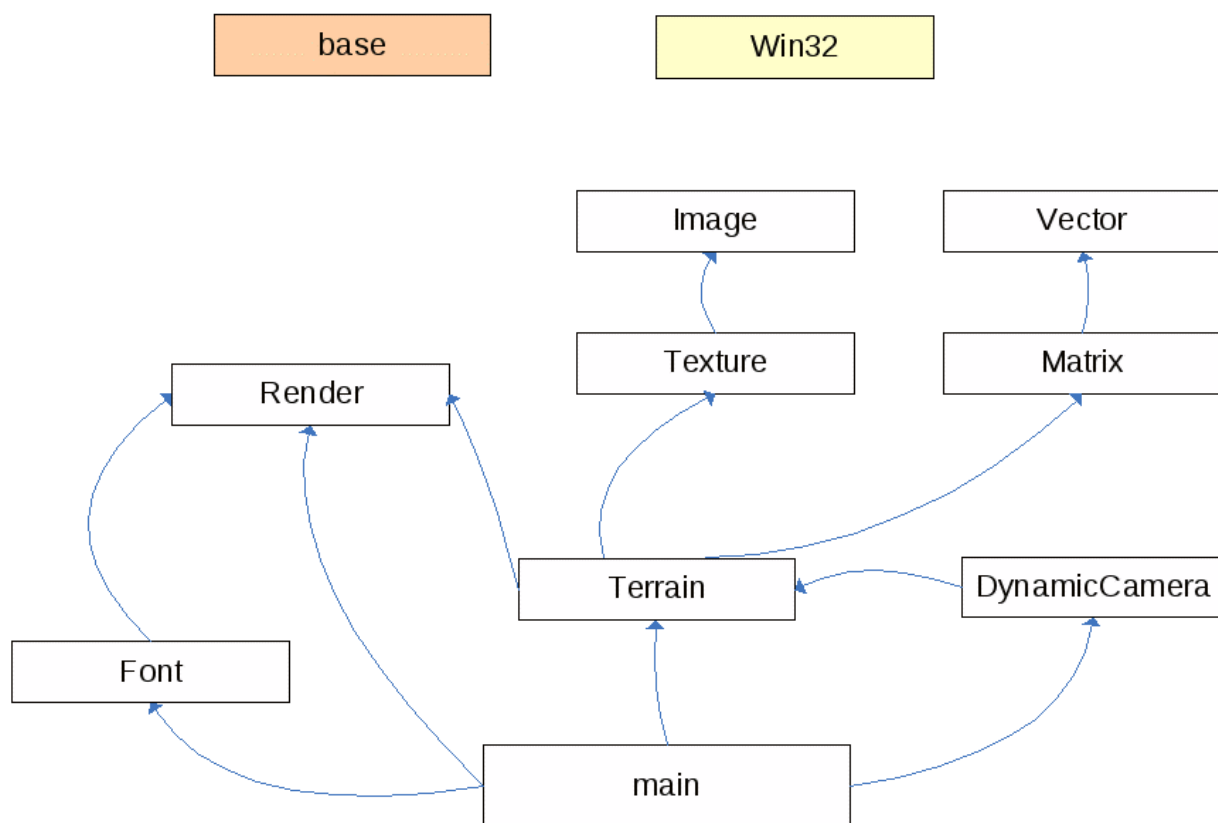 base
Win32
Image
Vector
Texture
Matrix
Render
Terrain
DynamicCamera
Font
main